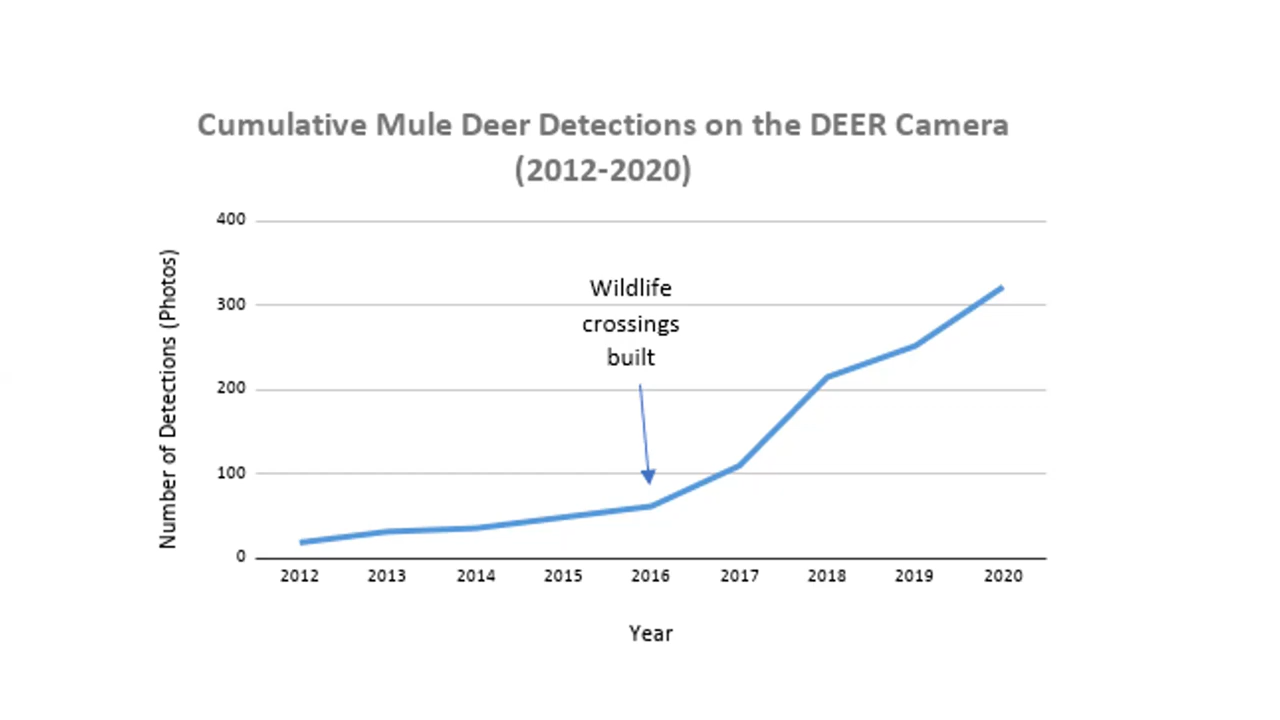 Cumulative Mule Deer Detections on the DEER Camera
(2012-2020)
400
300
200
100
0
Number of Detections (Photos)
Wildlife
crossings
built
2012 2013 2014 2015 2016 2017 2018 2019 2020
Year